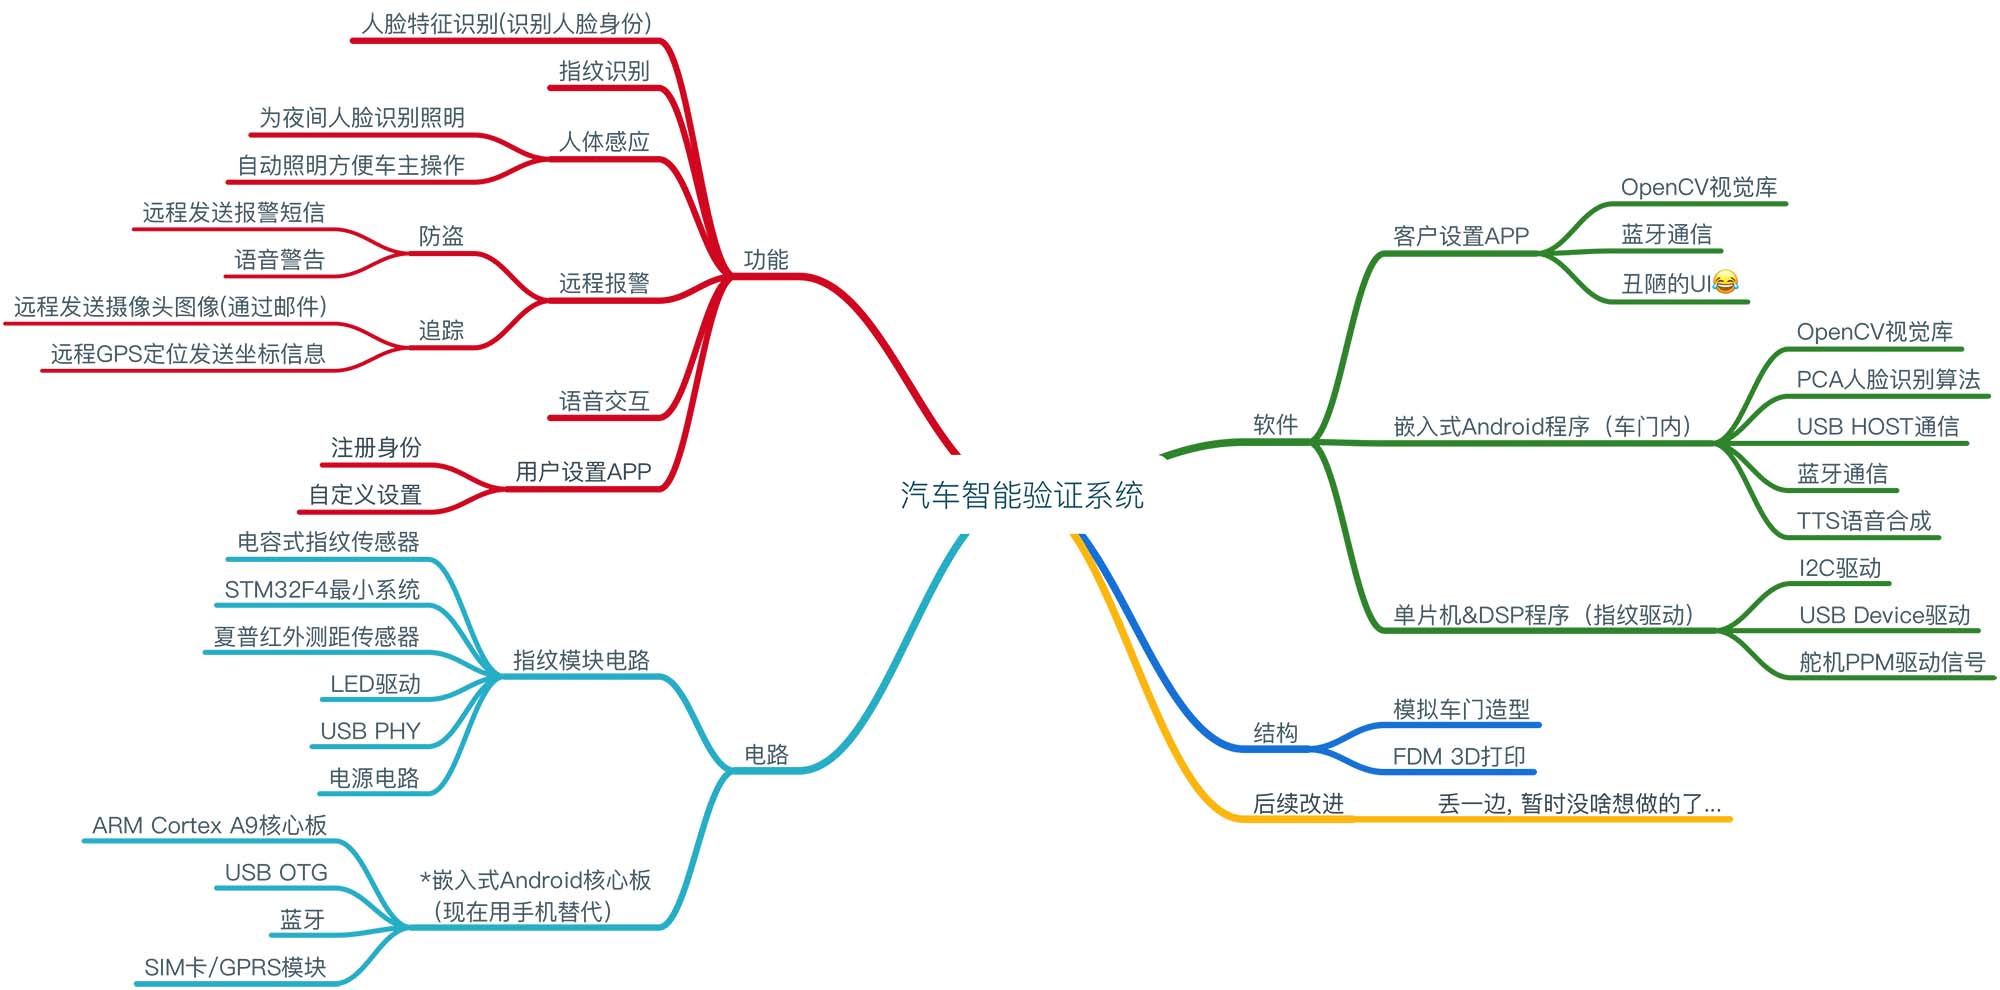 汽车智能验证系统
功能
人脸特征识别(识别人脸身份)
指纹识别
人体感应
为夜间人脸识别照明
自动照明方便车主操作
远程报警
防盗
远程发送报警短信
语音警告
追踪
远程发送摄像头图像(通过邮件)
远程GPS定位发送坐标信息
语音交互
用户设置APP
注册身份
自定义设置
电路
指纹模块电路
电容式指纹传感器
STM32F4最小系统
夏普红外测距传感器
LED驱动
USB PHY
电源电路
*嵌入式Android核心板
（现在用手机替代）
ARM Cortex A9核心板
USB OTG
蓝牙
SIM卡/GPRS模块
软件
客户设置APP
OpenCV视觉库
蓝牙通信
丑陋的UI😂
嵌入式Android程序（车门内）
OpenCV视觉库
PCA人脸识别算法
USB HOST通信
蓝牙通信
TTS语音合成
单片机&DSP程序（指纹驱动）
I2C驱动
USB Device驱动
舵机PPM驱动信号
结构
模拟车门造型
FDM 3D打印
后续改进
丢一边, 暂时没啥想做的了...